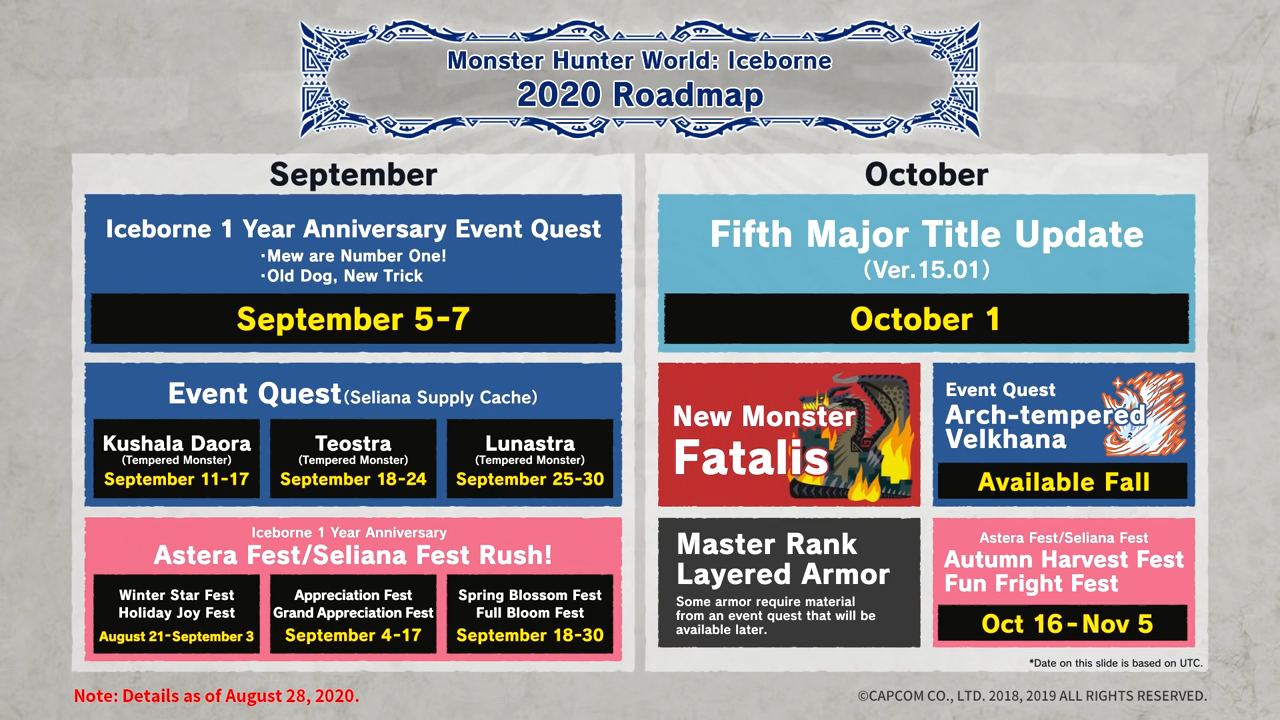 Monster Hunter World: Iceborne
2020 Roadmap
September
Iceborne 1 Year Anniversary Event Quest
·Mew are Number One!
·Old Dog, New Trick
September 5-7
Event Quest(Seliana Supply Cache)
Kushala Daora
(Tempered Monster)
September 11-17
Teostra
(Tempered Monster)
September 18-24
Lunastra
(Tempered Monster)
September 25-30
Iceborne 1 Year Anniversary
Astera Fest/Seliana Fest Rush!
Winter Star Fest
Holiday Joy Fest
August 21-September 3
Appreciation Fest
Grand Appreciation Fest
September 4-17
Spring Blossom Fest
Full Bloom Fest
September 18-30
October
Fifth Major Title Update
(Ver.15.01)
October 1
New Monster
Fatalis
Event Quest
Arch-tempered
Velkhana
Available Fall
Master Rank
Layered Armor
Some armor require material
from an event quest that will be
available later.
Astera Fest/Seliana Fest
Autumn Harvest Fest
Fun Fright Fest
Oct 16-Nov 5
*Date on this slide is based on UTC.
Note: Details as of August 28, 2020.
©CAPCOM CO., LTD. 2018, 2019 ALL RIGHTS RESERVED.